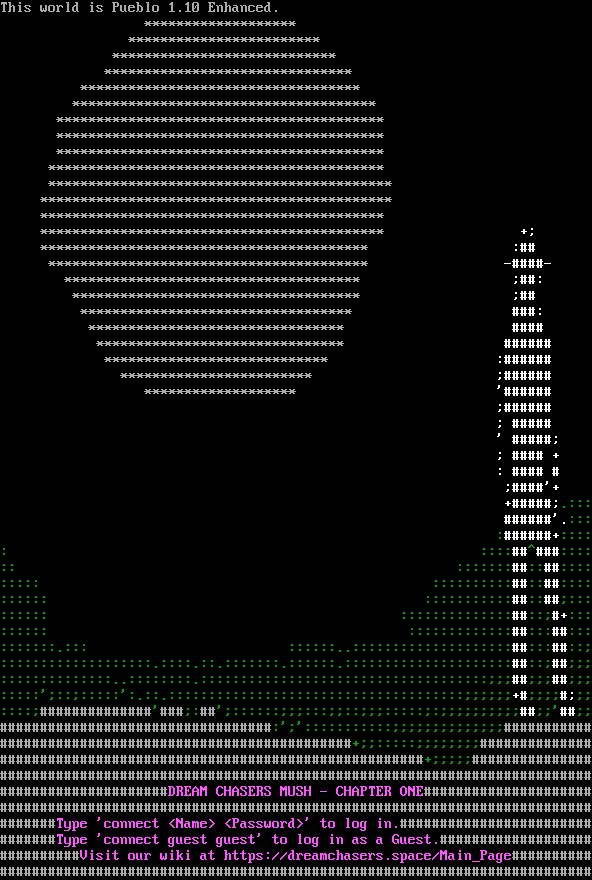 This world is Pueblo 1.10 Enhanced.
DREAM CHASERS MUSH - CHAPTER ONE
Type 'connect <Name> <Password>' to log in.
Type 'connect guest guest' to log in as a Guest.
Visit our wiki at https://dreamchasers.space/Main_Page